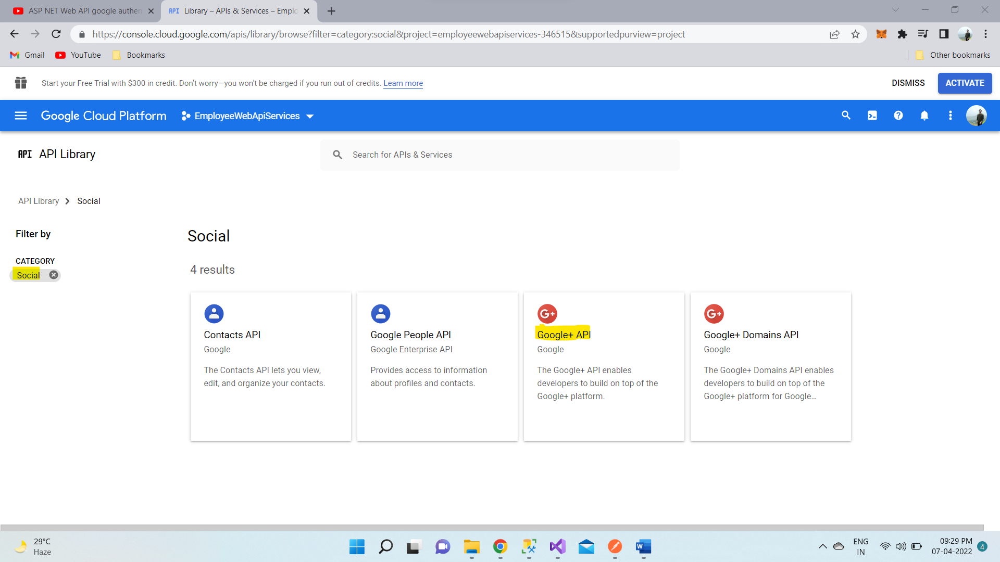 ASP NET Web API google authen
API Library – APIs & Services – Emplo
https://console.cloud.google.com/apis/library/browse?filter=category:social&project=employeewebapiservices-346515&supportedpurview=project
Gmail YouTube Bookmarks Other bookmarks
Start your Free Trial with $300 in credit. Don't worry—you won't be charged if you run out of credits. Learn more
DISMISS ACTIVATE
Google Cloud Platform EmployeeWebApiServices
API API Library
Search for APIs & Services
API Library Social
Filter by
CATEGORY
Social
Social
4 results
Contacts API
Google
The Contacts API lets you view,
edit, and organize your contacts.
Google People API
Google Enterprise API
Provides access to information
about profiles and contacts.
G+
Google+ API
Google
The Google+ API enables
developers to build on top of the
Google+ platform.
G+
Google+ Domains API
Google
The Google+ Domains API enables
developers to build on top of the
Google+ platform for Google...
29°C
Haze
W
ENG
IN
09:29 PM
07-04-2022
4